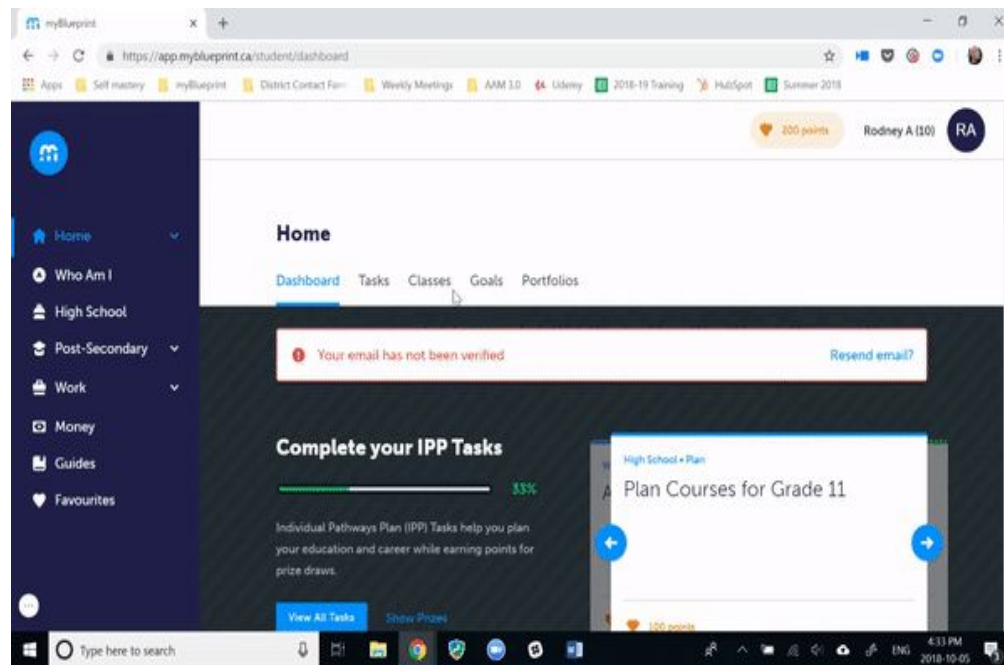 myBlueprint
https://app.myblueprint.ca/student/dashboard
Apps Self mastery myBlueprint District Contact Form Weekly Meetings AAM 3.0 Udemy 2018-19 Training HubSpot Summer 2018
200 points Rodney A (10) RA
Home
Home
Who Am I
High School
Post-Secondary
Work
Money
Guides
Favourites
Dashboard Tasks Classes Goals Portfolios
Your email has not been verified Resend email?
Complete your IPP Tasks
33%
Individual Pathways Plan (IPP) Tasks help you plan
your education and career while earning points for
prize draws.
View All Tasks Show Prizes
High School • Plan
Plan Courses for Grade 11
100 points
Type here to search
ENG 4:33 PM
2018-10-05